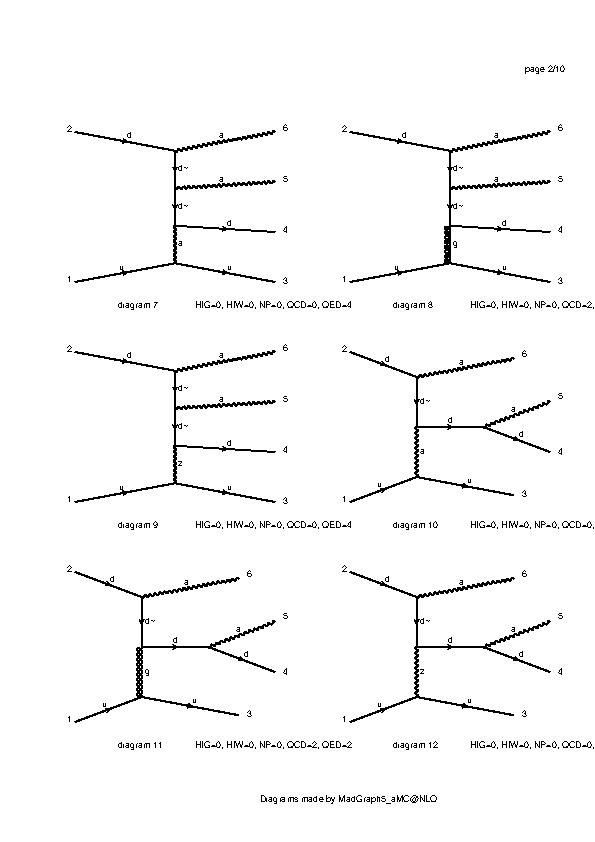 page 2/10
2 d a 6
d~
a 5
d~
d 4
a
1 u u 3
diagram 7 HIG=0, HIW=0, NP=0, QCD=0, QED=4
2 d a 6
d~
a 5
d~
d 4
g
1 u u 3
diagram 8 HIG=0, HIW=0, NP=0, QCD=2,
2 d a 6
d~
a 5
d~
d 4
z
1 u u 3
diagram 9 HIG=0, HIW=0, NP=0, QCD=0, QED=4
2 d a 6
d~
a 5
d
d 4
a
1 u u 3
diagram 10 HIG=0, HIW=0, NP=0, QCD=0,
2 d a 6
d~
a 5
d
d 4
g
1 u u 3
diagram 11 HIG=0, HIW=0, NP=0, QCD=2, QED=2
2 d a 6
d~
a 5
d
d 4
z
1 u u 3
diagram 12 HIG=0, HIW=0, NP=0, QCD=0,
Diagrams made by MadGraph5_aMC@NLO